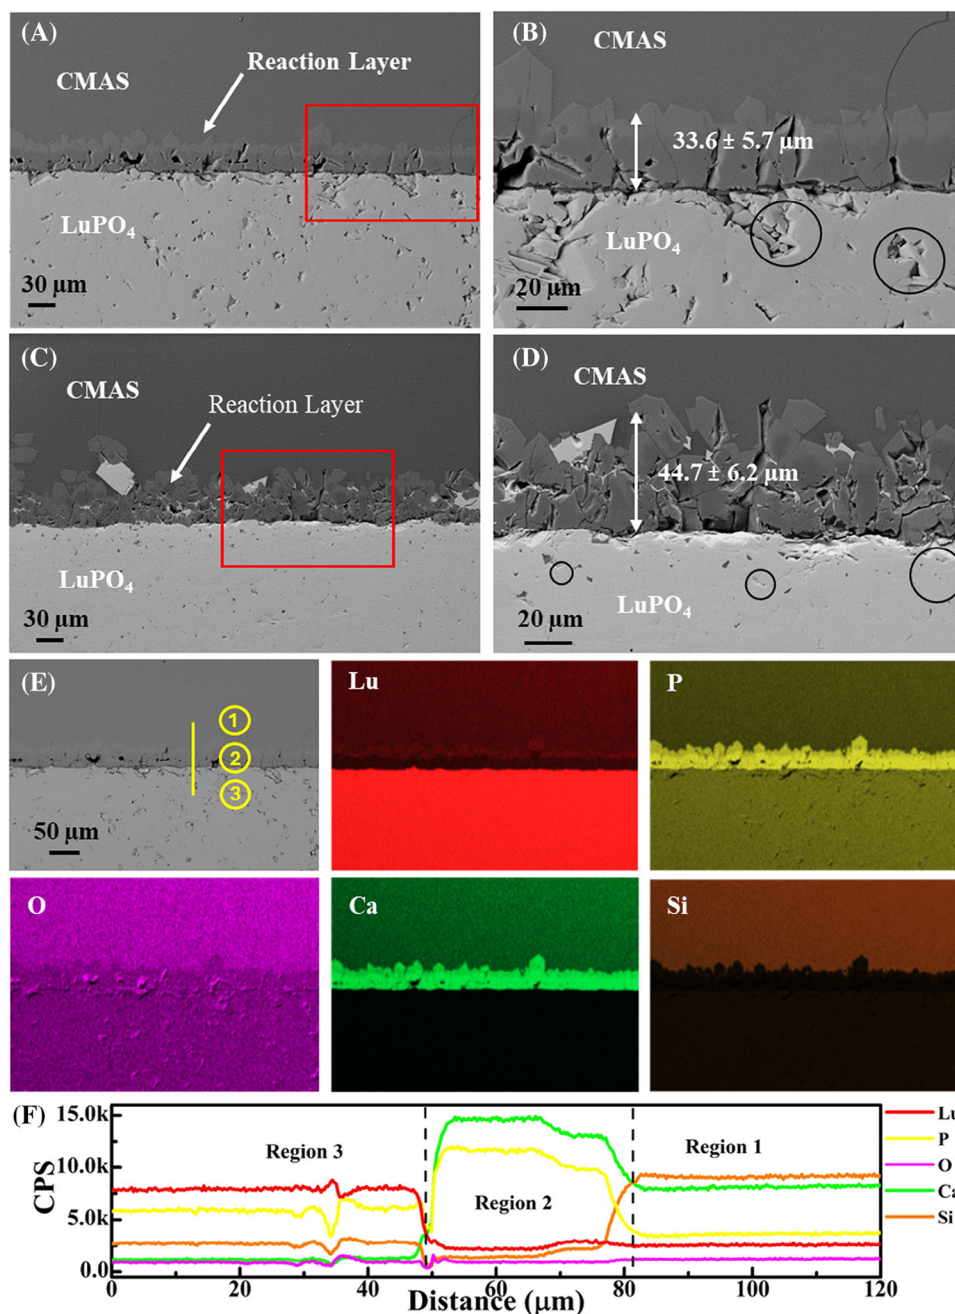 (A)
CMAS
Reaction Layer
LuPO4
30 μm
(B)
CMAS
33.6 ± 5.7 μm
LuPO4
20 μm
(C)
CMAS
Reaction Layer
LuPO4
30 μm
(D)
CMAS
44.7 ± 6.2 μm
LuPO4
20 μm
(E)
1
2
3
50 μm
Lu
P
O
Ca
Si
(F)
15.0k
10.0k
5.0k
0.0
CPS
Region 3
Region 2
Region 1
Lu
P
O
Ca
Si
0 20 40 60 80 100 120
Distance (μm)